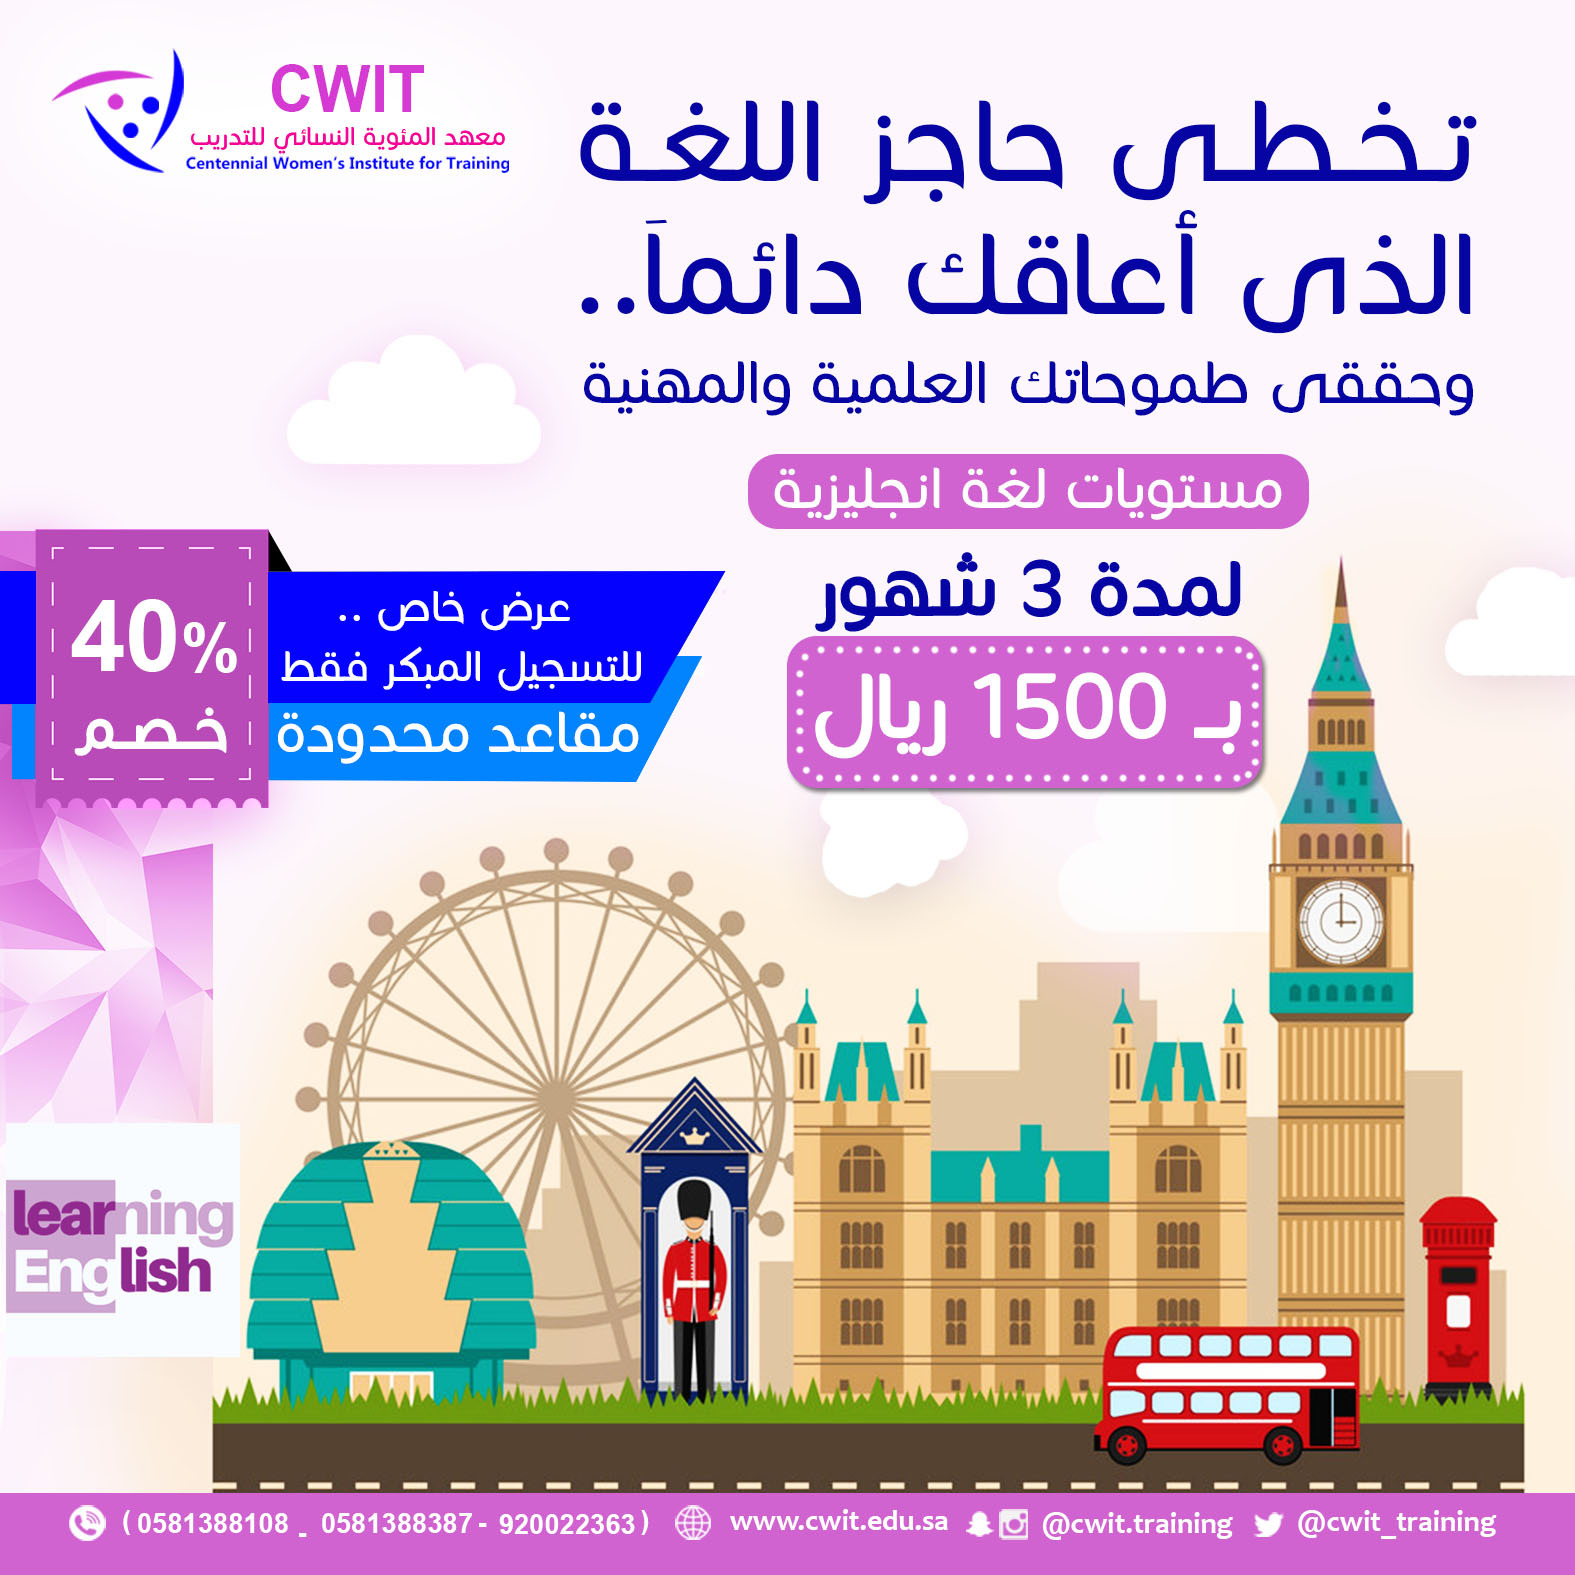 CWIT
معهد المئوية النسائي للتدريب
Centennial Women's Institute for Training
تخطى حاجز اللغة
الذى أعاقك دائماَ..
وحققى طموحاتك العلمية والمهنية
مستويات لغة انجليزية
لمدة 3 شهور
بـ 1500 ريال
40%
خصم
عرض خاص ..
للتسجيل المبكر فقط
مقاعد محدودة
learning
English
( 0581388108 _ 0581388387 - 920022363 ) www.cwit.edu.sa @cwit.training @cwit_training